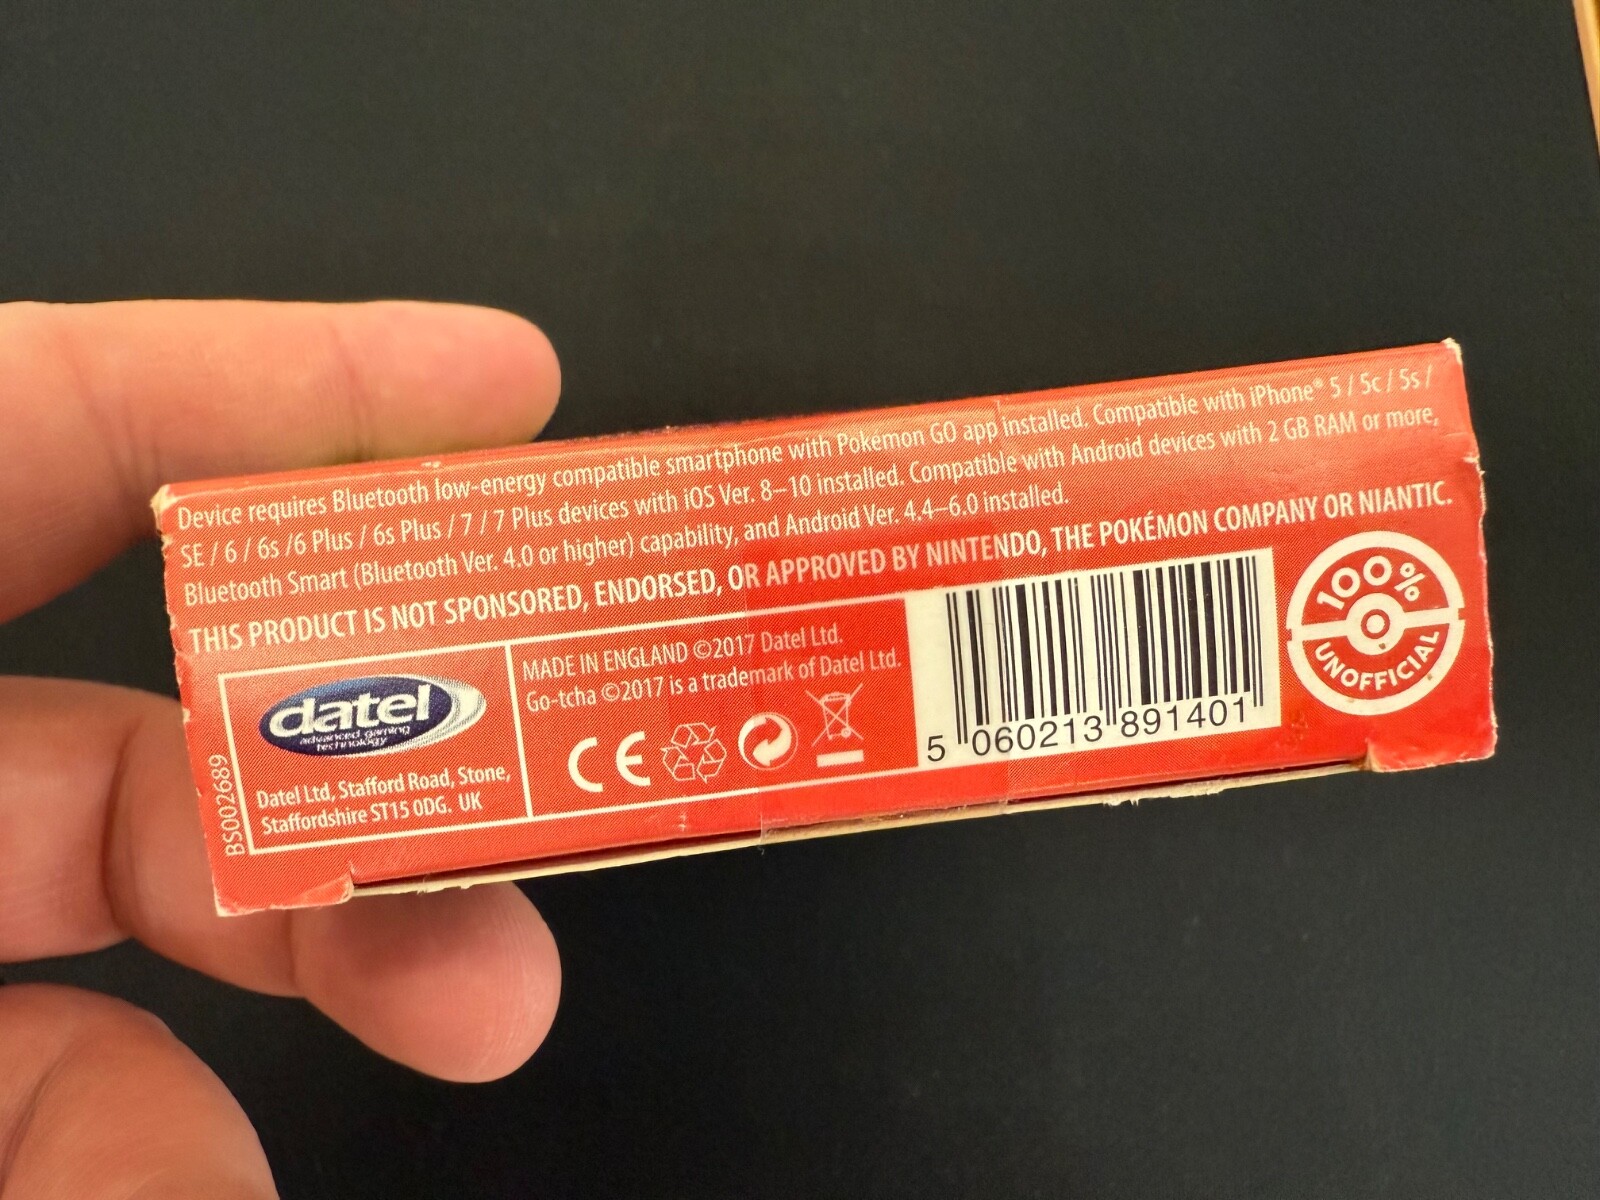 Device requires Bluetooth low-energy compatible smartphone with Pokémon GO app installed. Compatible with iPhone® 5 / 5c / 5s /
SE / 6 / 6s /6 Plus / 6s Plus / 7 / 7 Plus devices with iOS Ver. 8–10 installed. Compatible with Android devices with 2 GB RAM or more,
Bluetooth Smart (Bluetooth Ver. 4.0 or higher) capability, and Android Ver. 4.4–6.0 installed.
THIS PRODUCT IS NOT SPONSORED, ENDORSED, OR APPROVED BY NINTENDO, THE POKÉMON COMPANY OR NIANTIC.
BS002689
datel
advanced gaming
technology
Datel Ltd, Stafford Road, Stone,
Staffordshire ST15 0DG. UK
MADE IN ENGLAND ©2017 Datel Ltd.
Go-tcha ©2017 is a trademark of Datel Ltd.
CE
5 060213 891401
100%
UNOFFICIAL